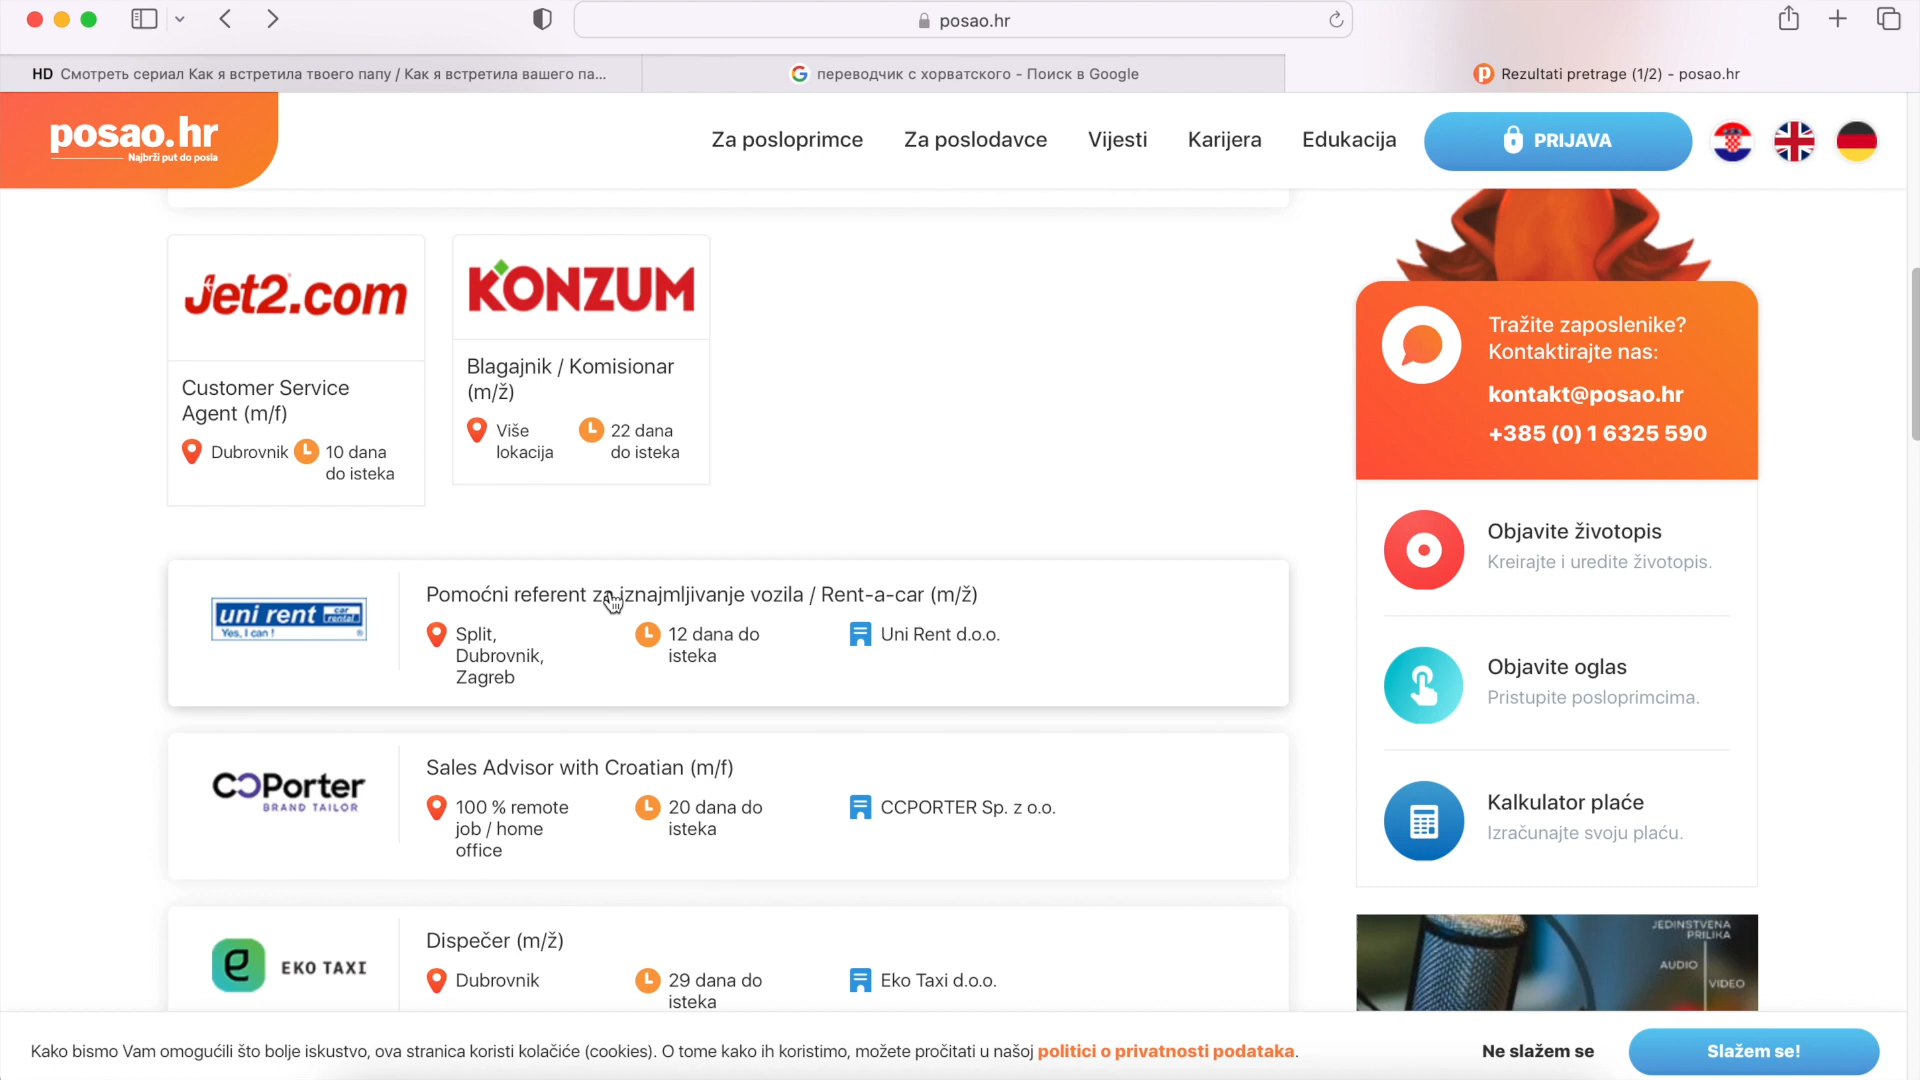 posao.hr
HD Смотреть сериал Как я встретила твоего папу / Как я встретила вашего па...
переводчик с хорватского - Поиск в Google
Rezultati pretrage (1/2) - posao.hr
posao.hr
Najbrži put do posla
Za posloprimce
Za poslodavce
Vijesti
Karijera
Edukacija
PRIJAVA
Jet2.com
Customer Service
Agent (m/f)
Dubrovnik
10 dana
do isteka
KONZUM
Blagajnik / Komisionar
(m/ž)
Više
lokacija
22 dana
do isteka
Tražite zaposlenike?
Kontaktirajte nas:
kontakt@posao.hr
+385 (0) 1 6325 590
Objavite životopis
Kreirajte i uredite životopis.
Objavite oglas
Pristupite posloprimcima.
Kalkulator plaće
Izračunajte svoju plaću.
uni rent car rental
Yes, I can !
Pomoćni referent za iznajmljivanje vozila / Rent-a-car (m/ž)
Split,
Dubrovnik,
Zagreb
12 dana do
isteka
Uni Rent d.o.o.
CCPorter
BRAND TAILOR
Sales Advisor with Croatian (m/f)
100 % remote
job / home
office
20 dana do
isteka
CCPORTER Sp. z o.o.
e EKO TAXI
Dispečer (m/ž)
Dubrovnik
29 dana do
isteka
Eko Taxi d.o.o.
JEDINSTVENA
PRILIKA
AUDIO
VIDEO
Kako bismo Vam omogućili što bolje iskustvo, ova stranica koristi kolačiće (cookies). O tome kako ih koristimo, možete pročitati u našoj politici o privatnosti podataka.
Ne slažem se
Slažem se!